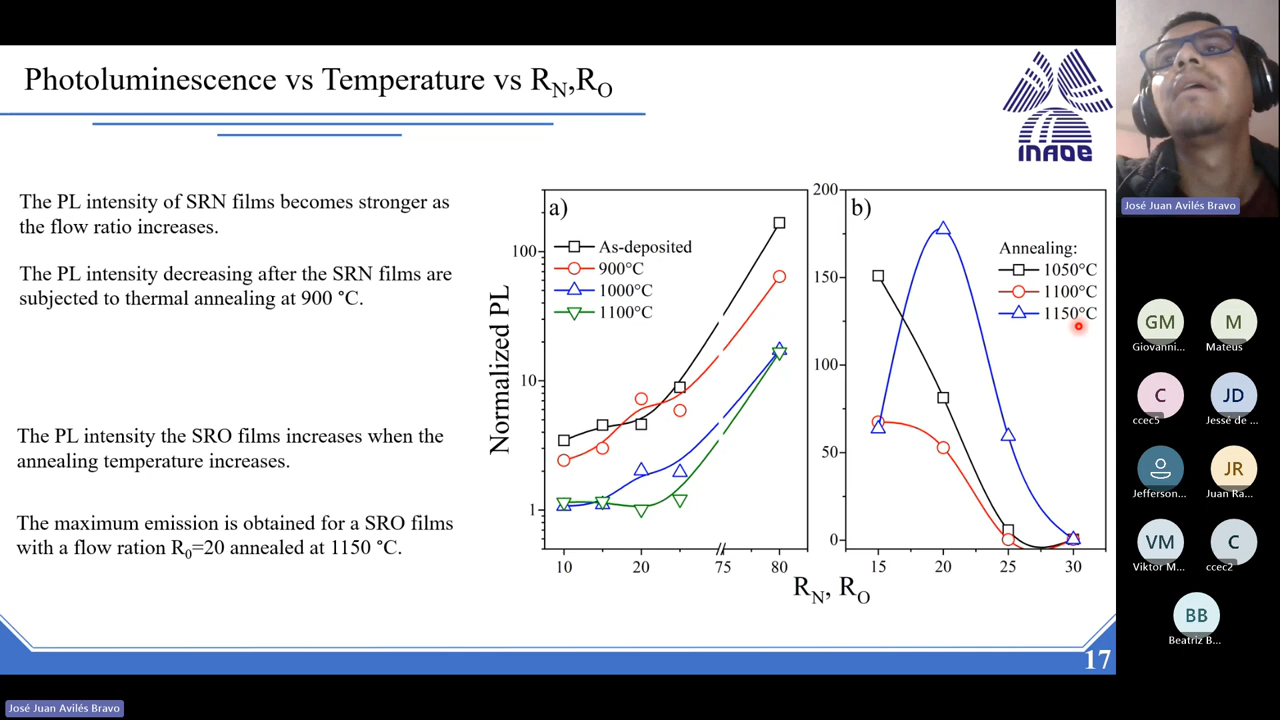 Photoluminescence vs Temperature vs RN,RO
INAOE
The PL intensity of SRN films becomes stronger as
the flow ratio increases.
The PL intensity decreasing after the SRN films are
subjected to thermal annealing at 900 °C.
The PL intensity the SRO films increases when the
annealing temperature increases.
The maximum emission is obtained for a SRO films
with a flow ration R0=20 annealed at 1150 °C.
Normalized PL
a)
As-deposited
900°C
1000°C
1100°C
100
10
1
10
20
75
80
b)
Annealing:
1050°C
1100°C
1150°C
200
150
100
50
0
15
20
25
30
RN, RO
17
José Juan Avilés Bravo
GM
Giovanni...
M
Mateus
C
ccec5
JD
Jessé de ...
Jefferson...
JR
Juan Ra...
VM
Viktor M...
C
ccec2
BB
Beatriz B...
José Juan Avilés Bravo